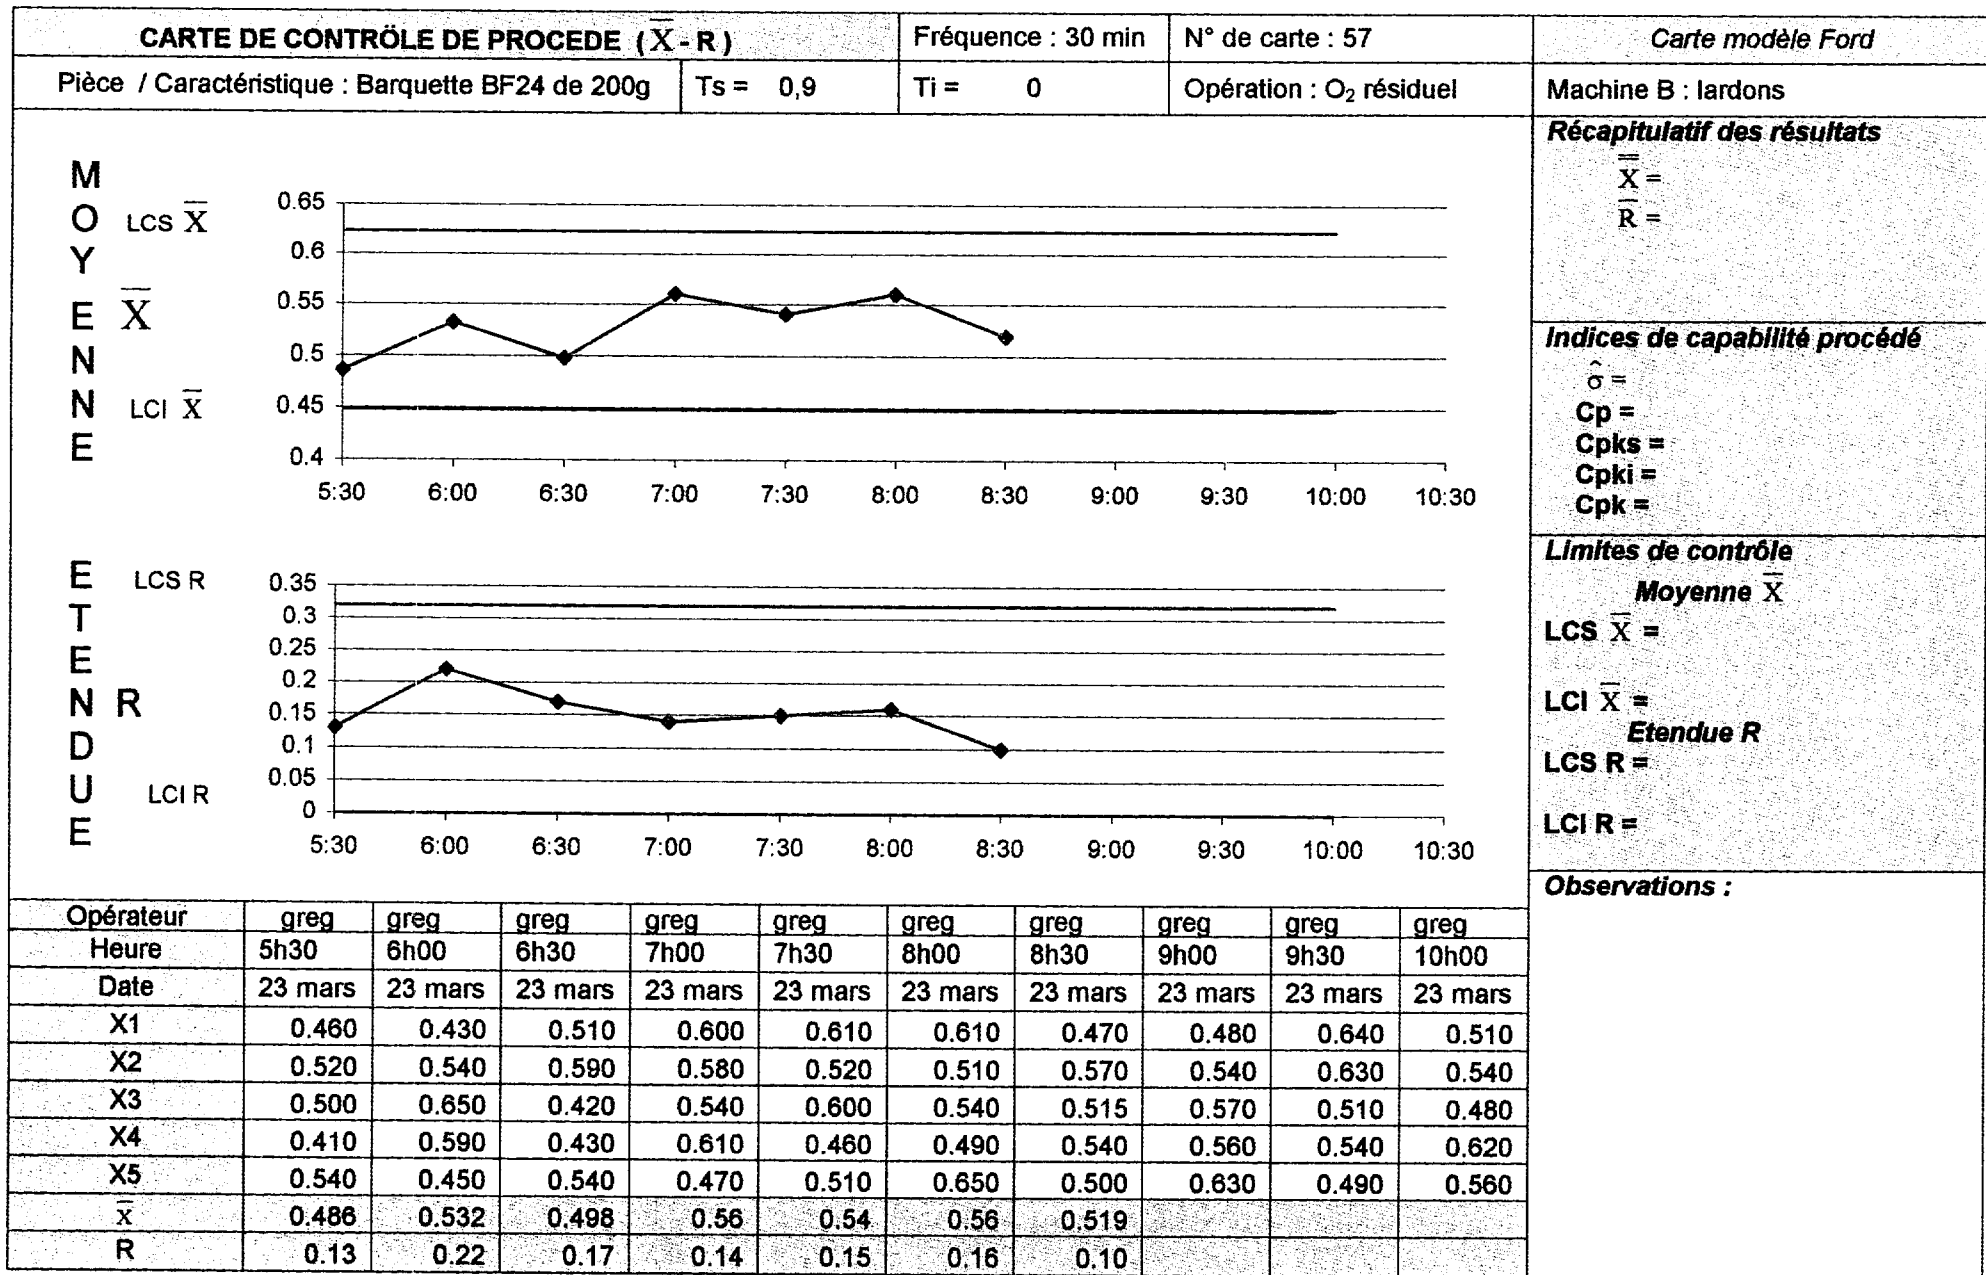 CARTE DE CONTRÖLE DE PROCEDE ( X̅ - R )
Fréquence : 30 min
N° de carte : 57
Carte modèle Ford
Pièce / Caractéristique : Barquette BF24 de 200g
Ts = 0,9
Ti = 0
Opération : O₂ résiduel
Machine B : lardons
MOYENNE
X̅
LCS X̅
LCI X̅
0.65
0.6
0.55
0.5
0.45
0.4
5:30 6:00 6:30 7:00 7:30 8:00 8:30 9:00 9:30 10:00 10:30
ETENDUE
R
LCS R
LCI R
0.35
0.3
0.25
0.2
0.15
0.1
0.05
0
5:30 6:00 6:30 7:00 7:30 8:00 8:30 9:00 9:30 10:00 10:30
Récapitulatif des résultats
X̿ =
R̅ =
Indices de capabilité procédé
σ̂ =
Cp =
Cpks =
Cpki =
Cpk =
Limites de contrôle
Moyenne X̅
LCS X̅ =
LCI X̅ =
Etendue R
LCS R =
LCI R =
Observations :
Opérateur greg greg greg greg greg greg greg greg greg greg
Heure 5h30 6h00 6h30 7h00 7h30 8h00 8h30 9h00 9h30 10h00
Date 23 mars 23 mars 23 mars 23 mars 23 mars 23 mars 23 mars 23 mars 23 mars 23 mars
X1 0.460 0.430 0.510 0.600 0.610 0.610 0.470 0.480 0.640 0.510
X2 0.520 0.540 0.590 0.580 0.520 0.510 0.570 0.540 0.630 0.540
X3 0.500 0.650 0.420 0.540 0.600 0.540 0.515 0.570 0.510 0.480
X4 0.410 0.590 0.430 0.610 0.460 0.490 0.540 0.560 0.540 0.620
X5 0.540 0.450 0.540 0.470 0.510 0.650 0.500 0.630 0.490 0.560
X̅ 0.486 0.532 0.498 0.56 0.54 0.56 0.519
R 0.13 0.22 0.17 0.14 0.15 0.16 0.10